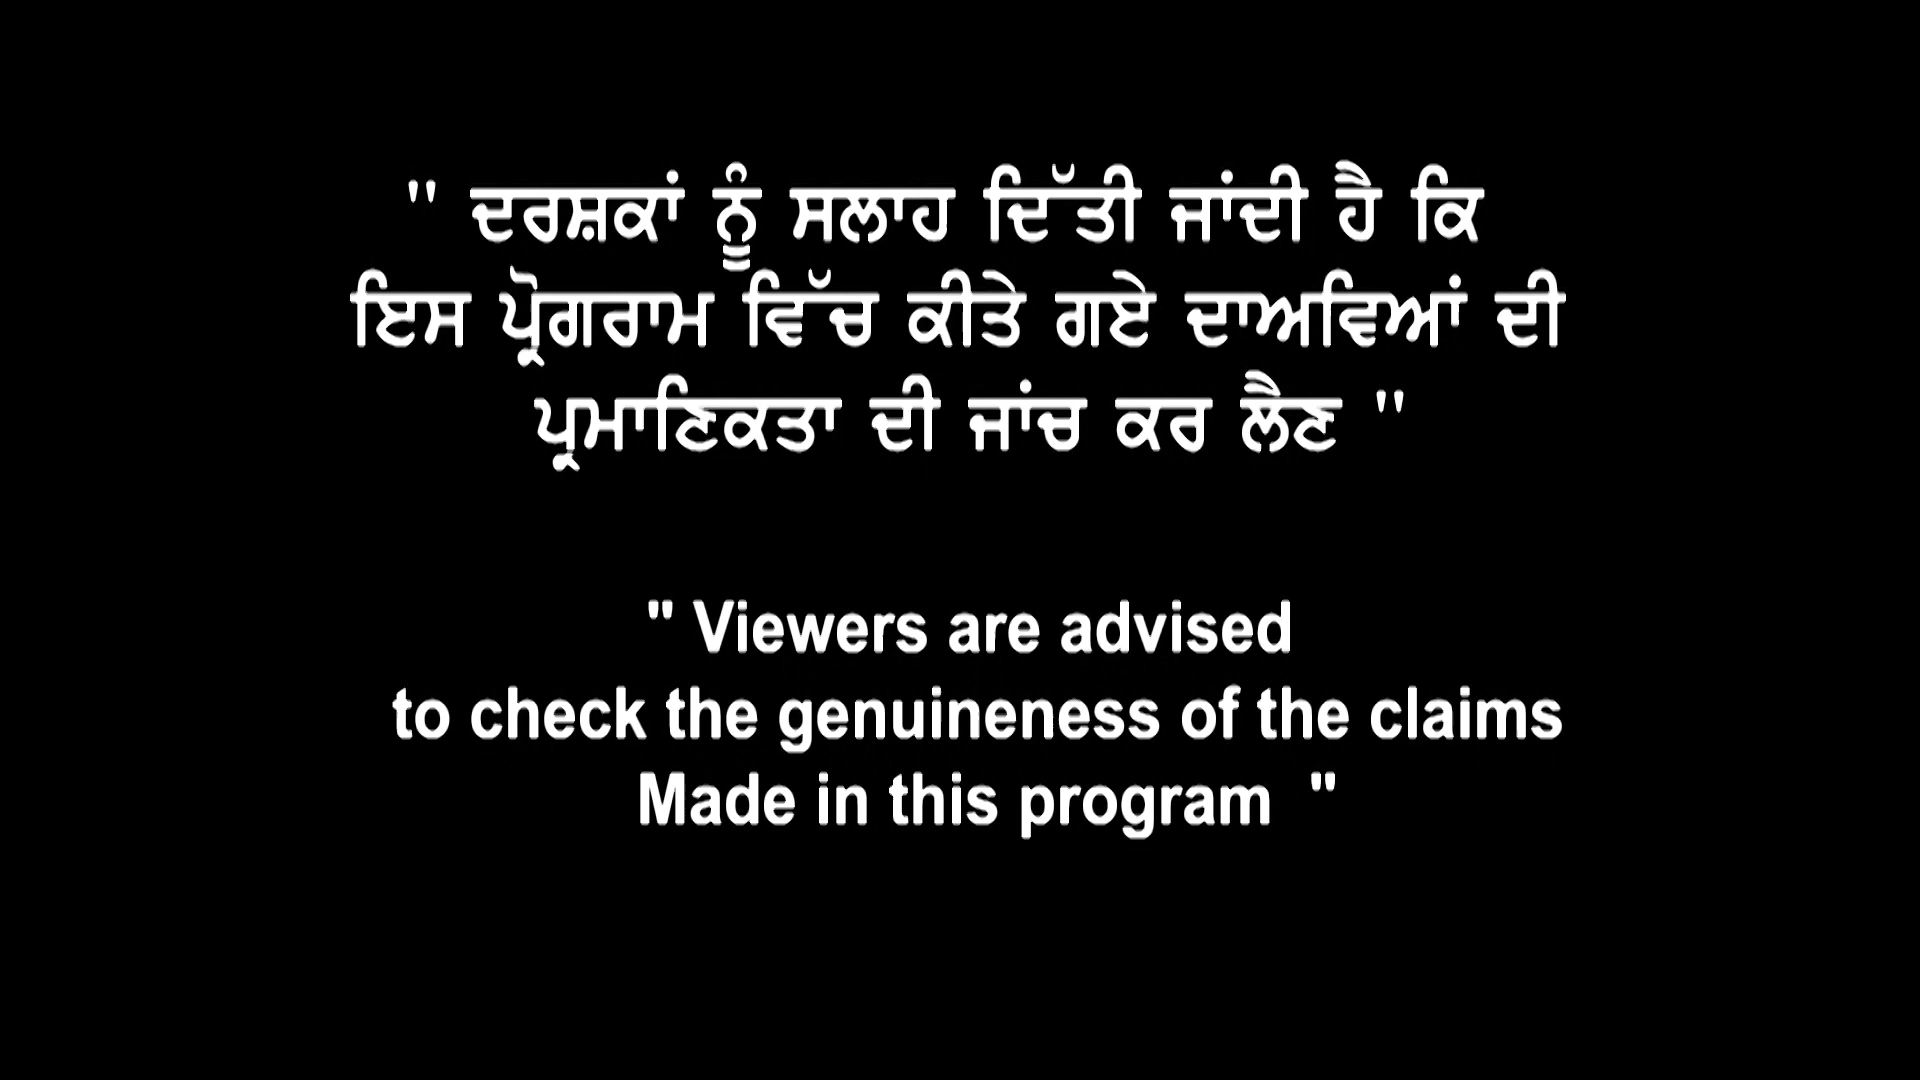 " ਦਰਸ਼ਕਾਂ ਨੂੰ ਸਲਾਹ ਦਿੱਤੀ ਜਾਂਦੀ ਹੈ ਕਿ
ਇਸ ਪ੍ਰੋਗਰਾਮ ਵਿੱਚ ਕੀਤੇ ਗਏ ਦਾਅਵਿਆਂ ਦੀ
ਪ੍ਰਮਾਣਿਕਤਾ ਦੀ ਜਾਂਚ ਕਰ ਲੈਣ "
" Viewers are advised
to check the genuineness of the claims
Made in this program "